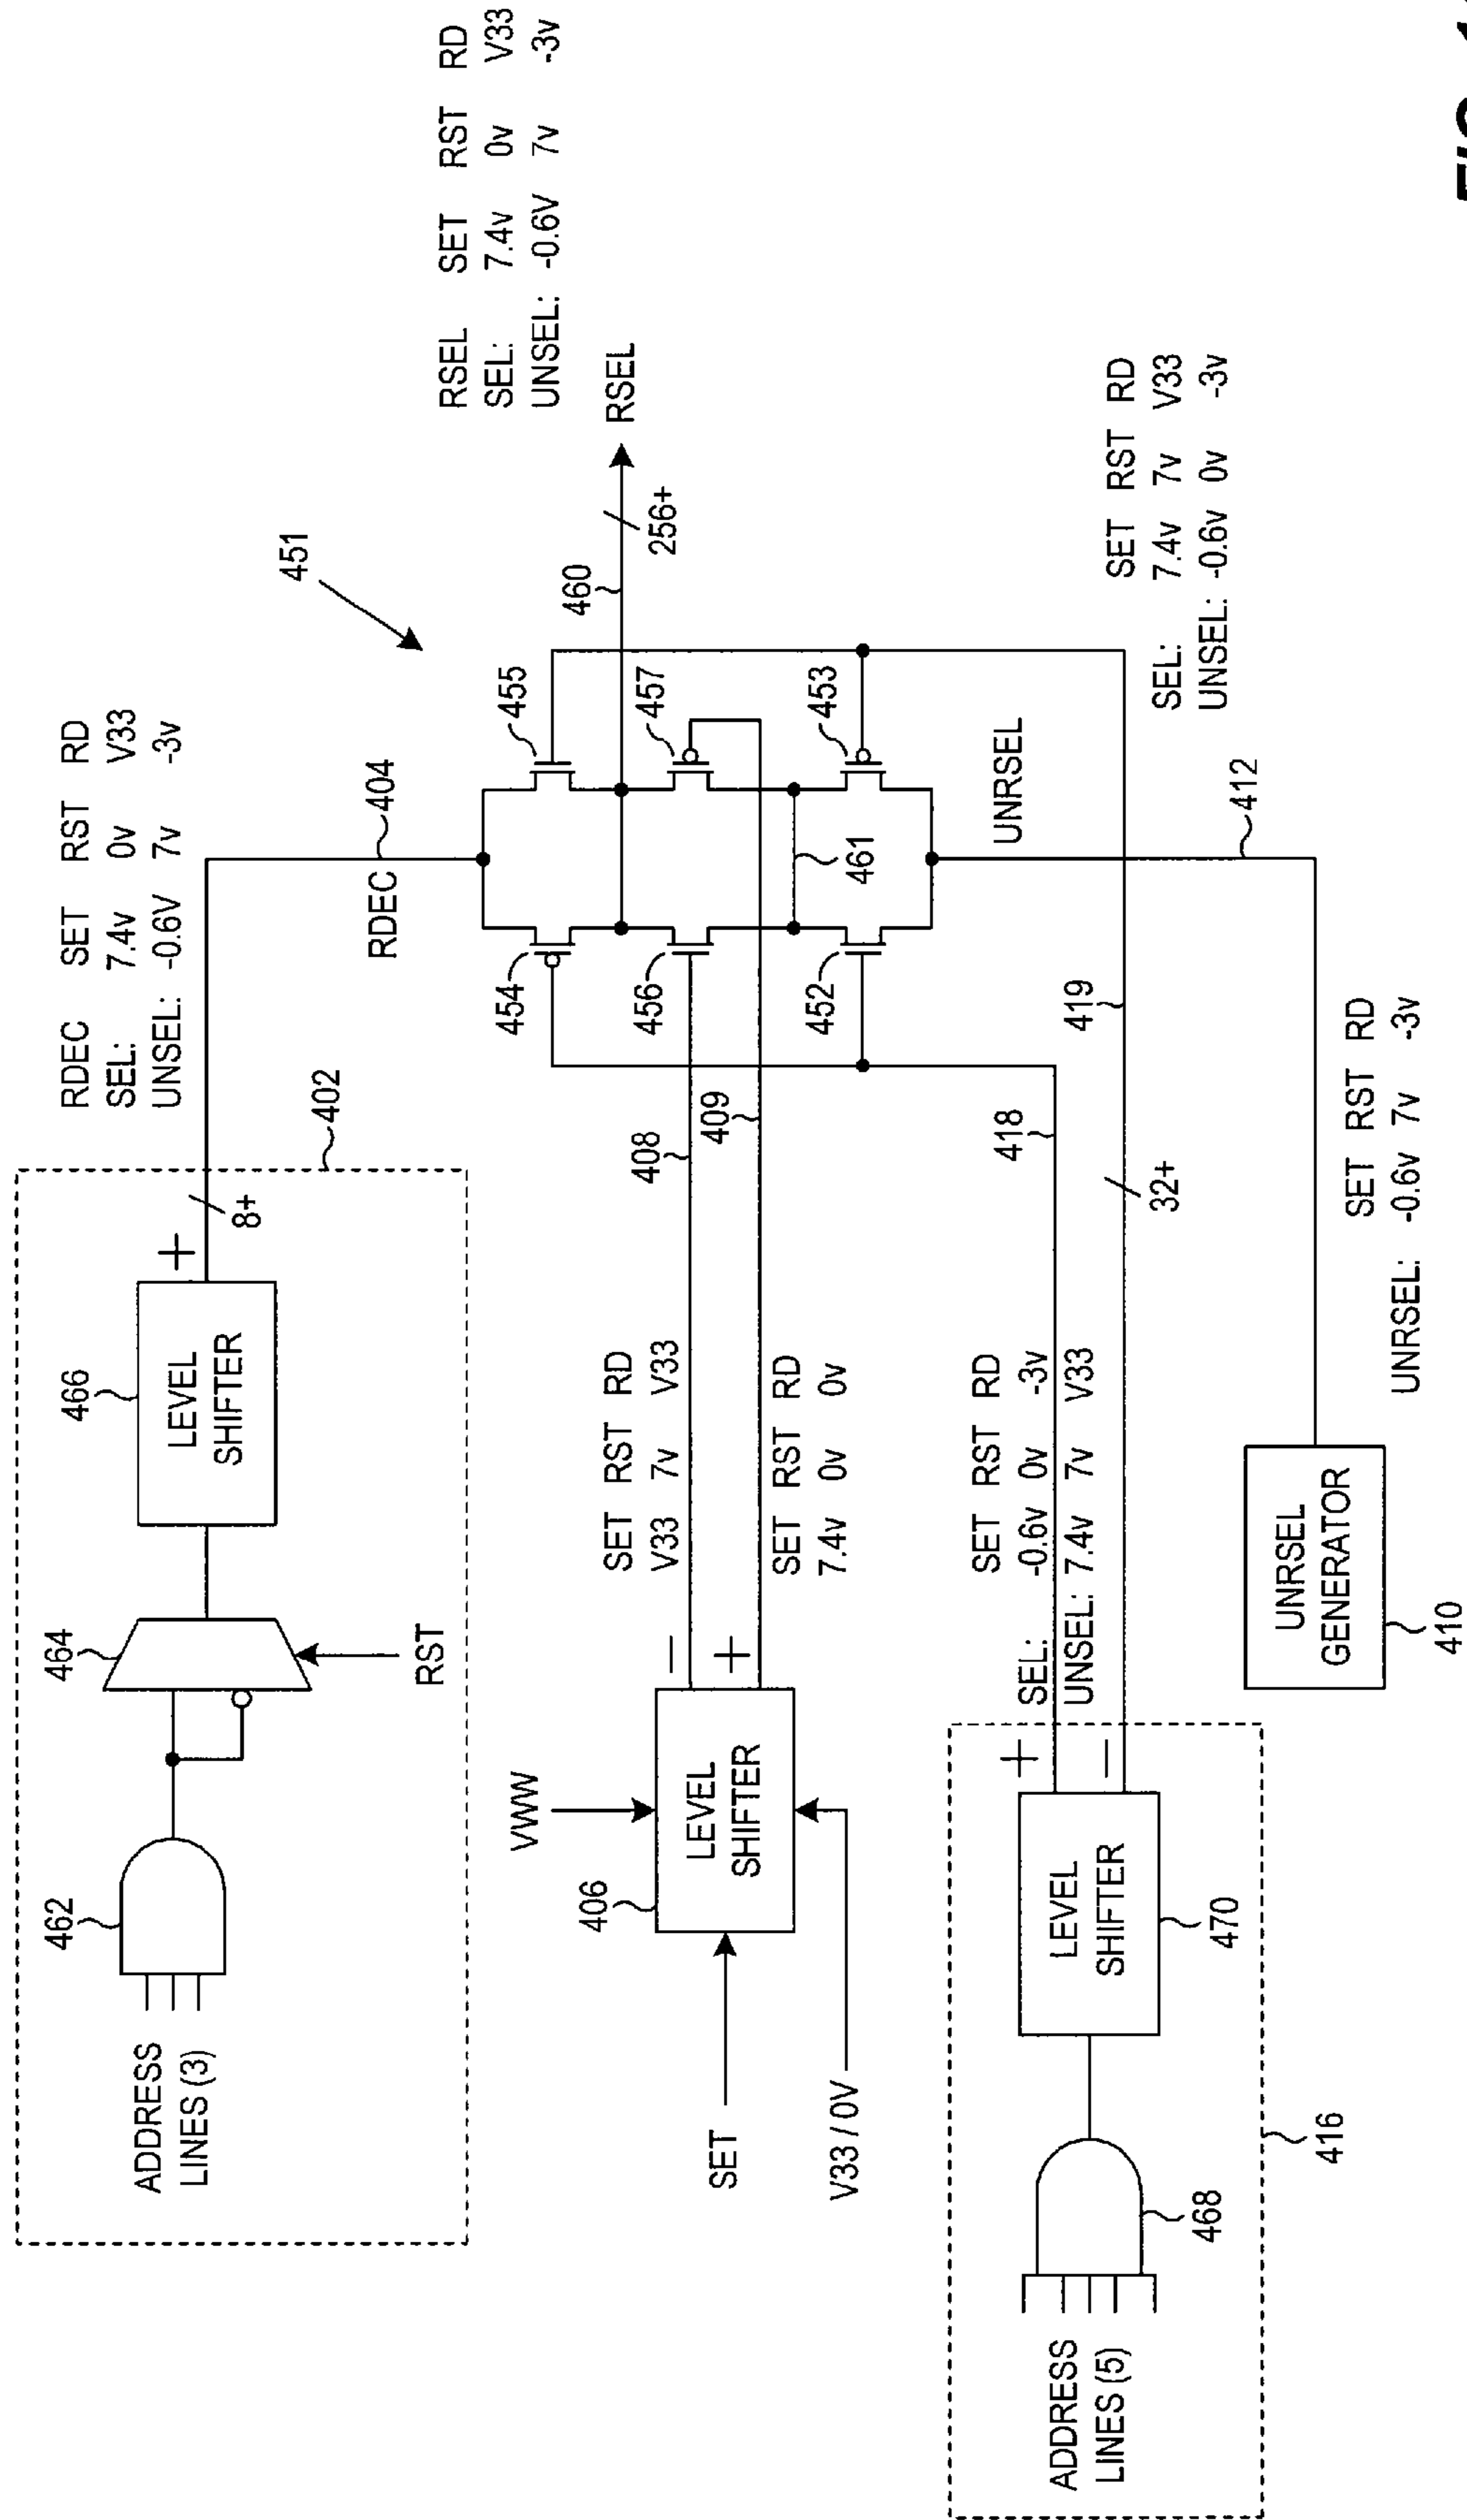 402
462
464
466
ADDRESS
LINES (3)
LEVEL
SHIFTER
RST
+
8+
RDEC SET RST RD
SEL: 7.4v 0v V33
UNSEL: -0.6V 7v -3v
404
RDEC
451
RSEL SET RST RD
SEL: 7.4v 0v V33
UNSEL: -0.6V 7v -3v
454
455
460
RSEL
256+
456
457
461
452
453
UNRSEL
VWW
406
LEVEL
SHIFTER
SET
V33 / 0V
−
+
SET RST RD
V33 7v V33
408
409
SET RST RD
7.4v 0v 0v
ADDRESS
LINES (5)
468
LEVEL
SHIFTER
470
416
+
−
SET RST RD
SEL: -0.6v 0v -3v
UNSEL: 7.4v 7v V33
418
419
32+
SET RST RD
SEL: 7.4v 7v V33
UNSEL: -0.6v 0v -3v
412
UNRSEL
GENERATOR
410
SET RST RD
UNRSEL: -0.6v 7v -3v